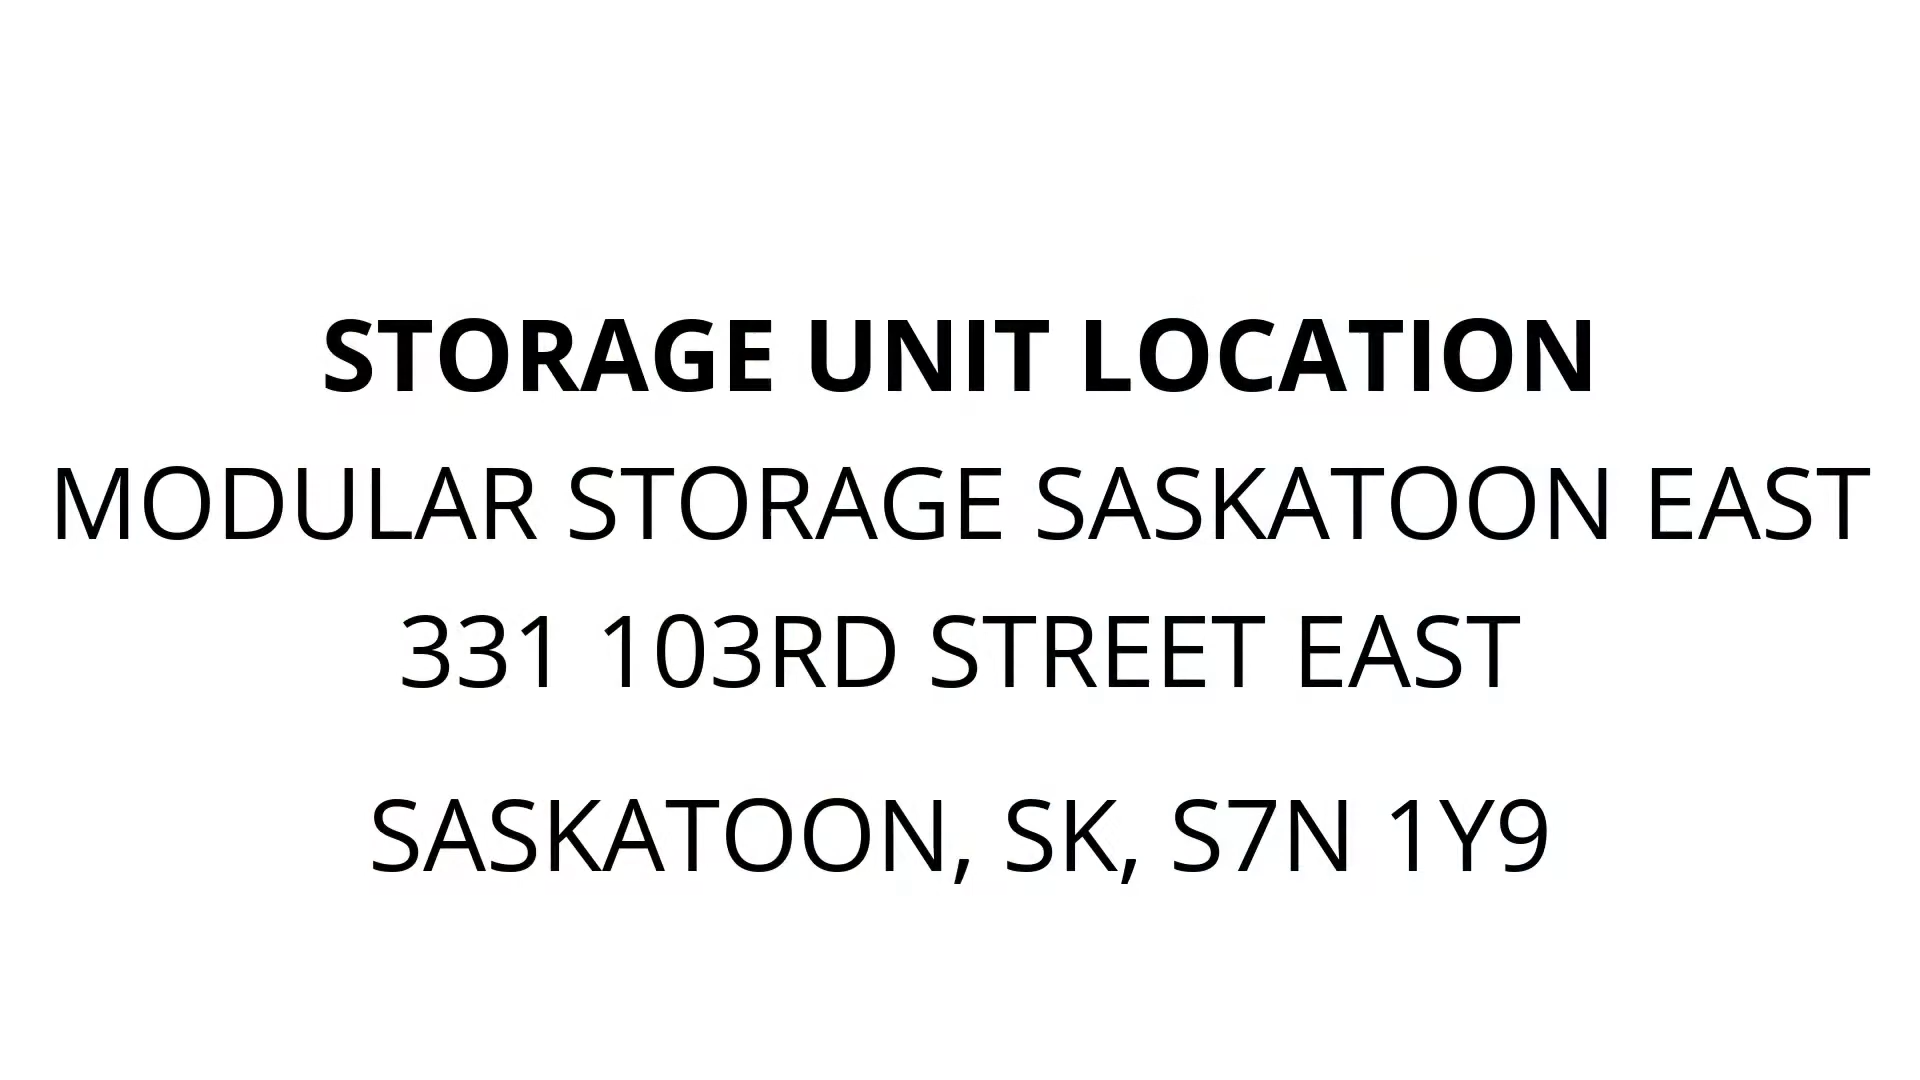 STORAGE UNIT LOCATION
MODULAR STORAGE SASKATOON EAST
331 103RD STREET EAST
SASKATOON, SK, S7N 1Y9